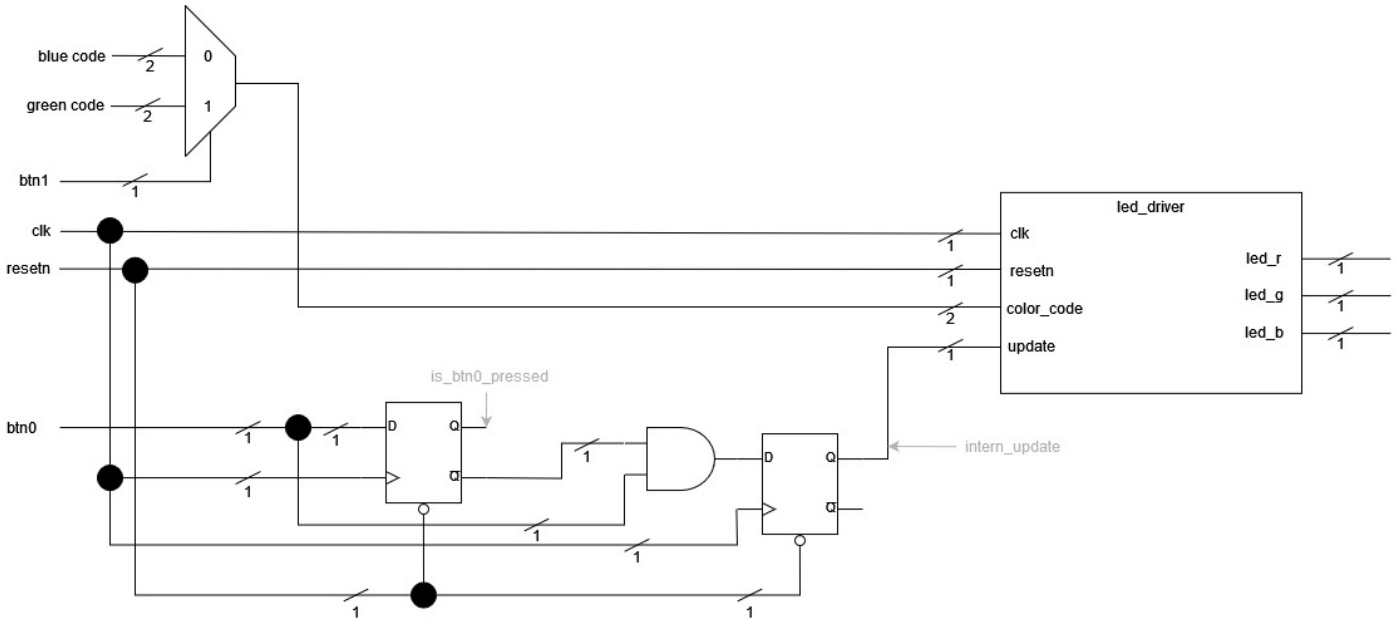 blue code
2
0
green code
2
1
btn1
1
clk
resetn
led_driver
1
clk
led_r
1
1
resetn
led_g
1
2
color_code
led_b
1
1
update
is_btn0_pressed
btn0
1
1
D
Q
1
Q
1
D
Q
intern_update
1
Q
1
1
1
1